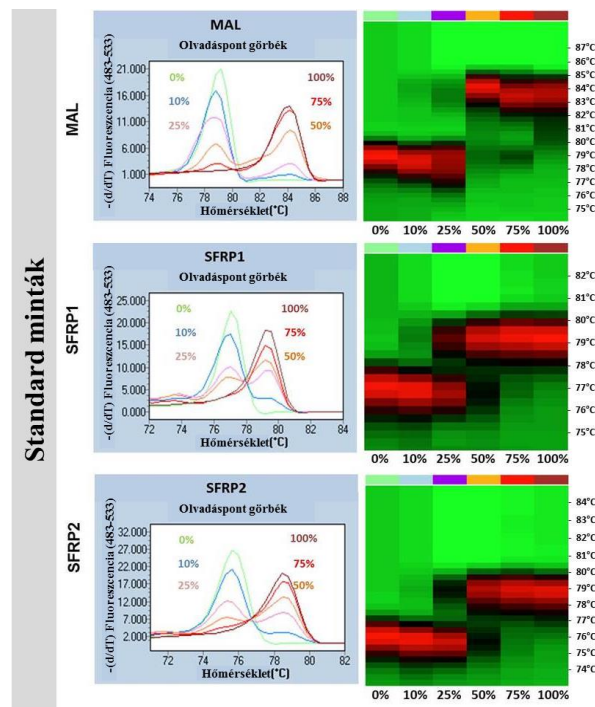 Standard minták
MAL
MAL
Olvadáspont görbék
-(d/dT) Fluoreszcencia (483-533)
21.000
16.000
11.000
6.000
1.000
0%
10%
25%
100%
75%
50%
74 76 78 80 82 84 86 88
Hőmérséklet(°C)
87°C
86°C
85°C
84°C
83°C
82°C
81°C
80°C
79°C
78°C
77°C
76°C
75°C
0% 10% 25% 50% 75% 100%
SFRP1
SFRP1
Olvadáspont görbék
-(d/dT) Fluoreszcencia (483-533)
25.000
20.000
15.000
10.000
5.000
0.000
0%
10%
25%
100%
75%
50%
72 74 76 78 80 82 84
Hőmérséklet(°C)
82°C
81°C
80°C
79°C
78°C
77°C
76°C
75°C
0% 10% 25% 50% 75% 100%
SFRP2
SFRP2
Olvadáspont görbék
-(d/dT) Fluoreszcencia (483-533)
32.000
27.000
22.000
17.000
12.000
7.000
2.000
0%
10%
25%
100%
75%
50%
72 74 76 78 80 82
Hőmérséklet(°C)
84°C
83°C
82°C
81°C
80°C
79°C
78°C
77°C
76°C
75°C
74°C
0% 10% 25% 50% 75% 100%